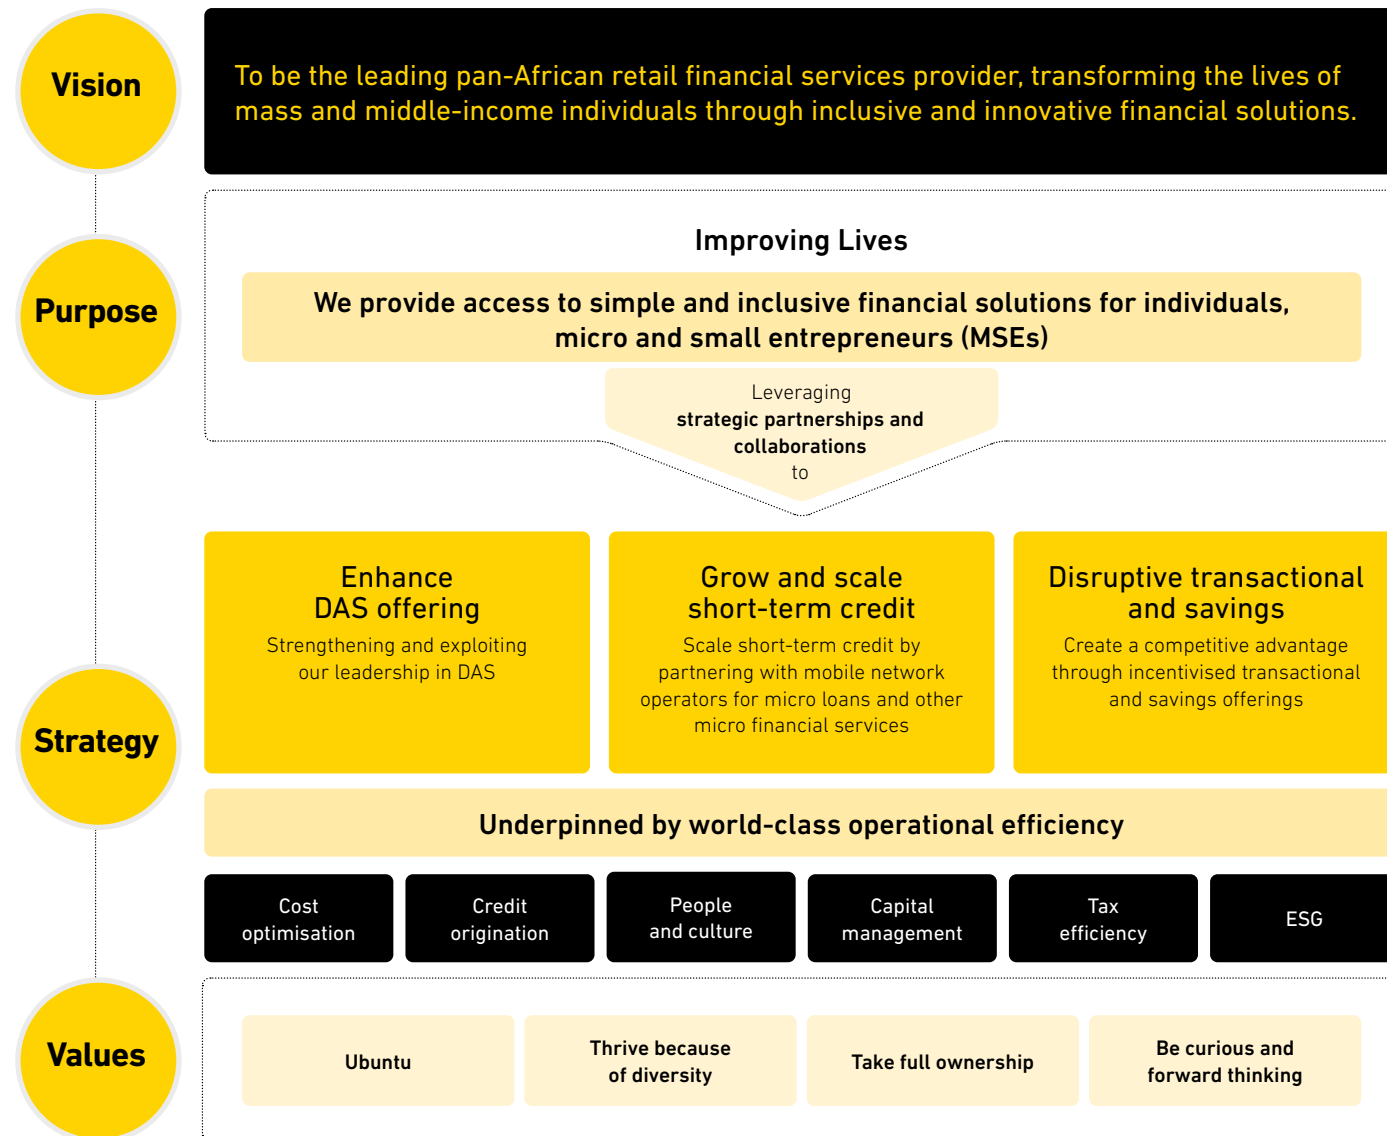 Vision
To be the leading pan-African retail financial services provider, transforming the lives of
mass and middle-income individuals through inclusive and innovative financial solutions.
Purpose
Improving Lives
We provide access to simple and inclusive financial solutions for individuals,
micro and small entrepreneurs (MSEs)
Leveraging
strategic partnerships and
collaborations
to
Strategy
Enhance
DAS offering
Strengthening and exploiting
our leadership in DAS
Grow and scale
short-term credit
Scale short-term credit by
partnering with mobile network
operators for micro loans and other
micro financial services
Disruptive transactional
and savings
Create a competitive advantage
through incentivised transactional
and savings offerings
Underpinned by world-class operational efficiency
Cost
optimisation
Credit
origination
People
and culture
Capital
management
Tax
efficiency
ESG
Values
Ubuntu
Thrive because
of diversity
Take full ownership
Be curious and
forward thinking